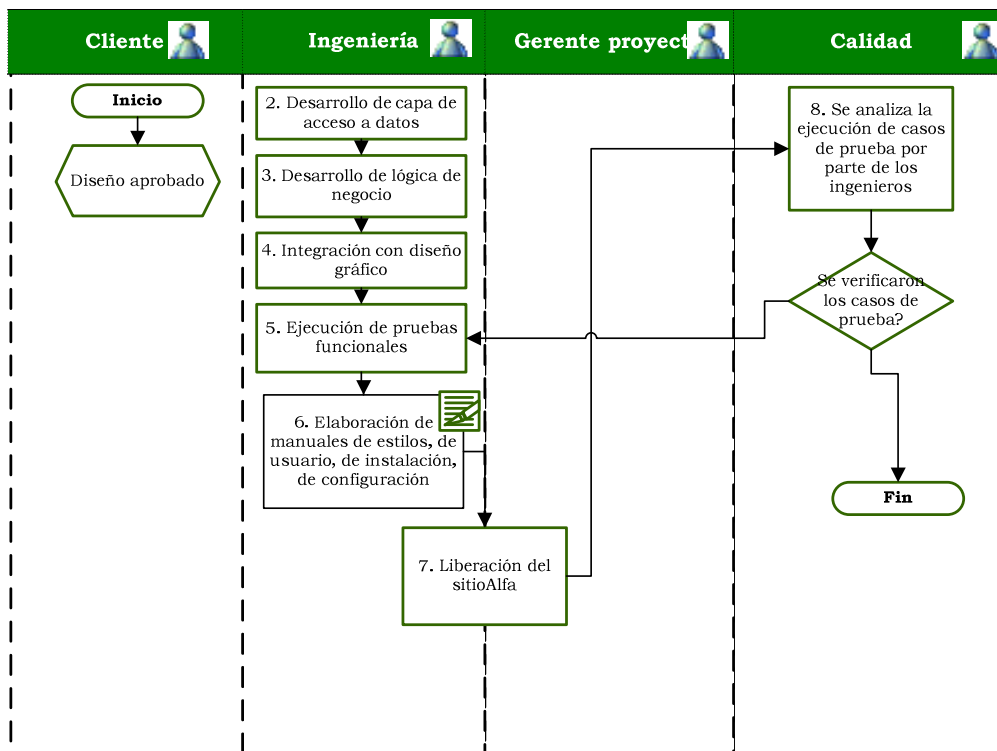 Cliente
Ingeniería
Gerente proyect
Calidad
Inicio
Diseño aprobado
2. Desarrollo de capa de
acceso a datos
3. Desarrollo de lógica de
negocio
4. Integración con diseño
gráfico
5. Ejecución de pruebas
funcionales
6. Elaboración de
manuales de estilos, de
usuario, de instalación,
de configuración
7. Liberación del
sitioAlfa
8. Se analiza la
ejecución de casos
de prueba por
parte de los
ingenieros
Se verificaron
los casos de
prueba?
Fin